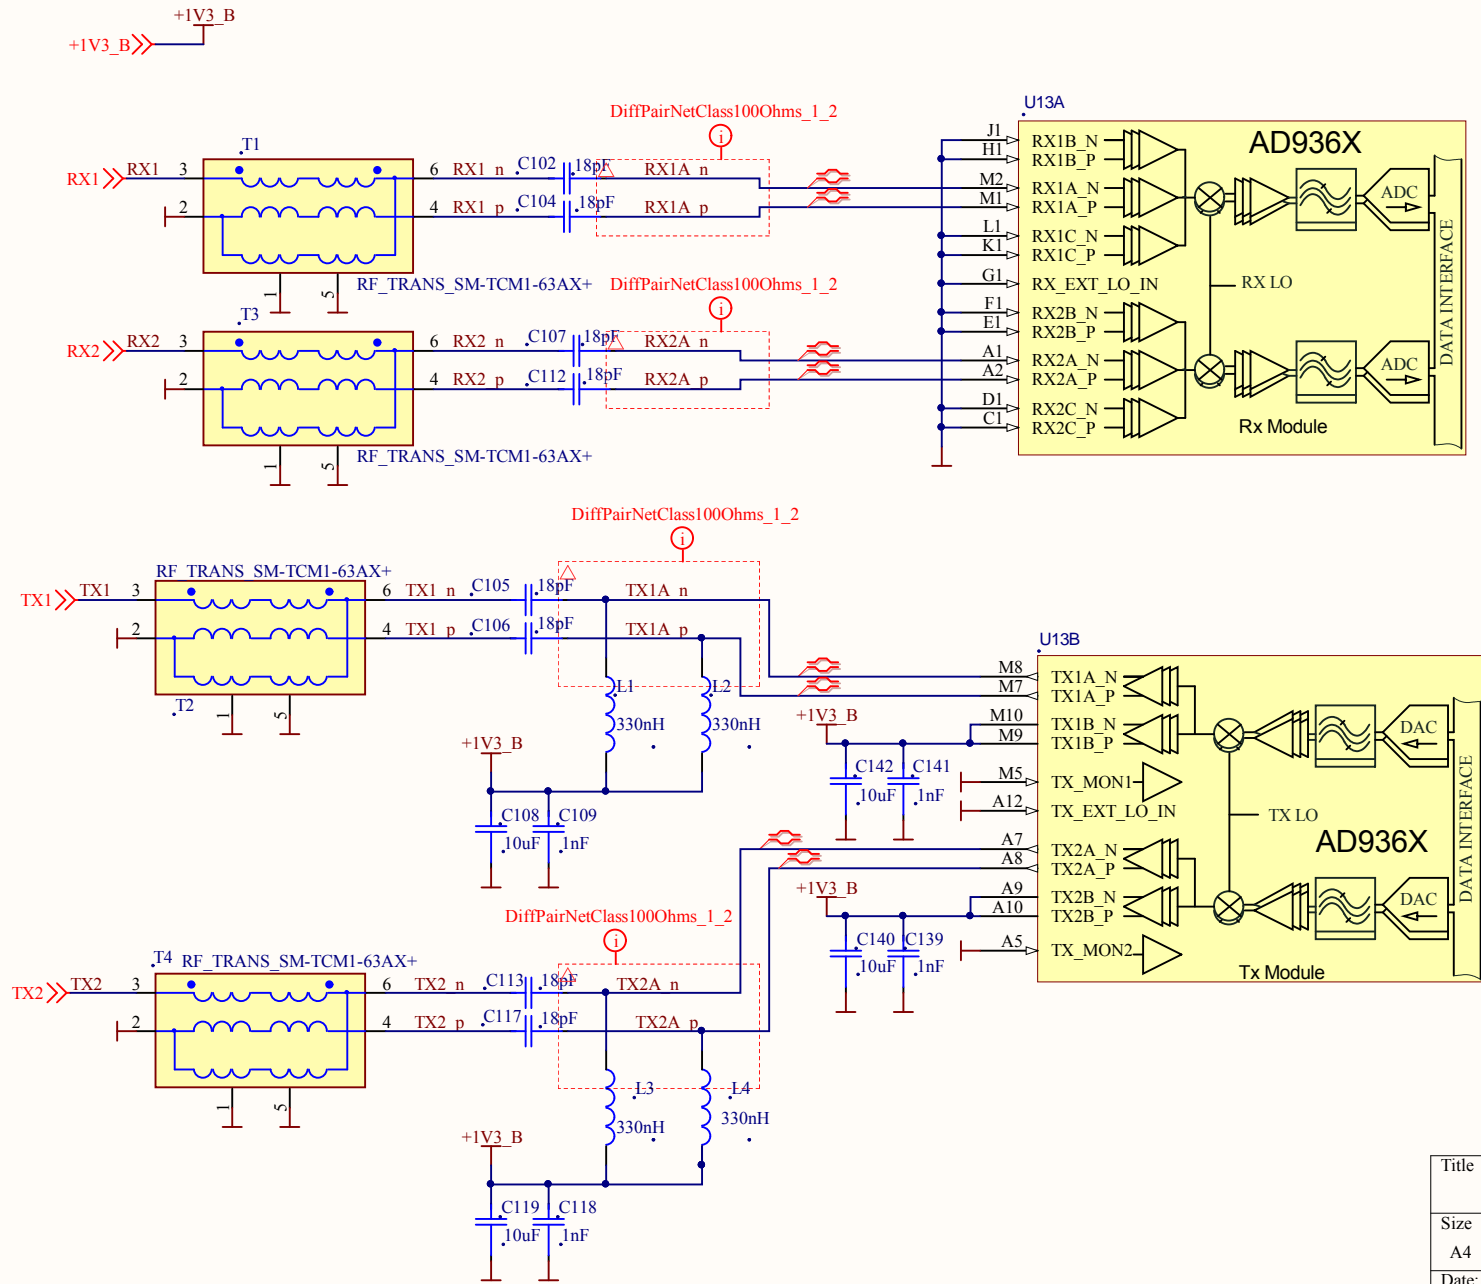 +1V3_B
+1V3_B
DiffPairNetClass100Ohms_1_2
i
U13A
T1
RX1 RX1 3 6 RX1_n C102 18pF RX1A_n
2 4 RX1_p C104 18pF RX1A_p
1 5
RF_TRANS_SM-TCM1-63AX+
DiffPairNetClass100Ohms_1_2
i
T3
RX2 RX2 3 6 RX2_n C107 18pF RX2A_n
2 4 RX2_p C112 18pF RX2A_p
1 5
RF_TRANS_SM-TCM1-63AX+
AD936X
J1 RX1B_N
H1 RX1B_P
M2 RX1A_N
M1 RX1A_P
L1 RX1C_N
K1 RX1C_P
G1 RX_EXT_LO_IN
F1 RX2B_N
E1 RX2B_P
A1 RX2A_N
A2 RX2A_P
D1 RX2C_N
C1 RX2C_P
RX LO
ADC
ADC
DATA INTERFACE
Rx Module
DiffPairNetClass100Ohms_1_2
i
RF_TRANS_SM-TCM1-63AX+
TX1 TX1 3 6 TX1_n C105 18pF TX1A_n
2 4 TX1_p C106 18pF TX1A_p
T2
1 5
L1
330nH
L2
330nH
+1V3_B
C108
10uF
C109
1nF
U13B
M8 TX1A_N
M7 TX1A_P
+1V3_B
M10 TX1B_N
M9 TX1B_P
C142
10uF
C141
1nF
M5 TX_MON1
A12 TX_EXT_LO_IN
A7 TX2A_N
A8 TX2A_P
+1V3_B
A9 TX2B_N
A10 TX2B_P
C140
10uF
C139
1nF
A5 TX_MON2
TX LO
AD936X
DAC
DAC
DATA INTERFACE
Tx Module
DiffPairNetClass100Ohms_1_2
i
T4 RF_TRANS_SM-TCM1-63AX+
TX2 TX2 3 6 TX2_n C113 18pF TX2A_n
2 4 TX2_p C117 18pF TX2A_p
1 5
L3
330nH
L4
330nH
+1V3_B
C119
10uF
C118
1nF
Title
Size
A4
Date: